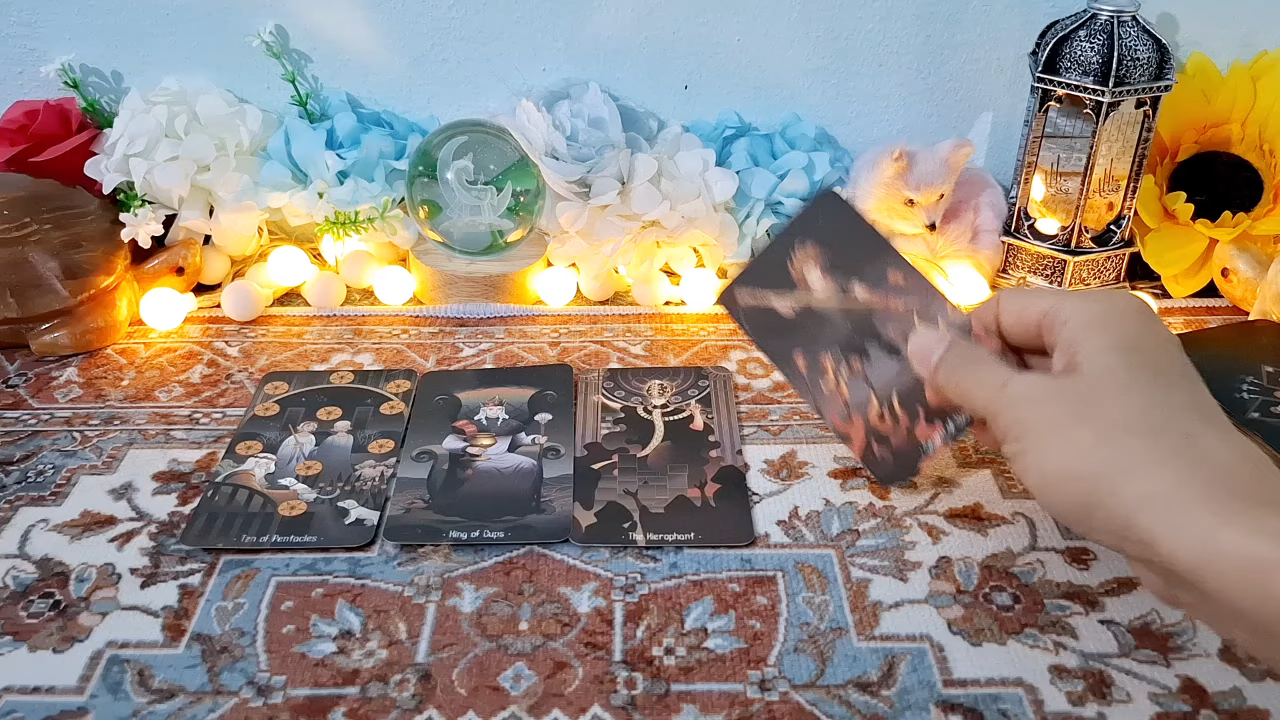 · Ten of Pentacles ·
· King of Cups ·
· The Hierophant ·